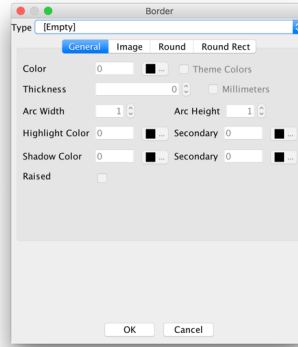 Border
Type [Empty]
General Image Round Round Rect
Color 0 ... Theme Colors
Thickness 0 Millimeters
Arc Width 1 Arc Height 1
Highlight Color 0 ... Secondary 0 ...
Shadow Color 0 ... Secondary 0 ...
Raised
OK Cancel